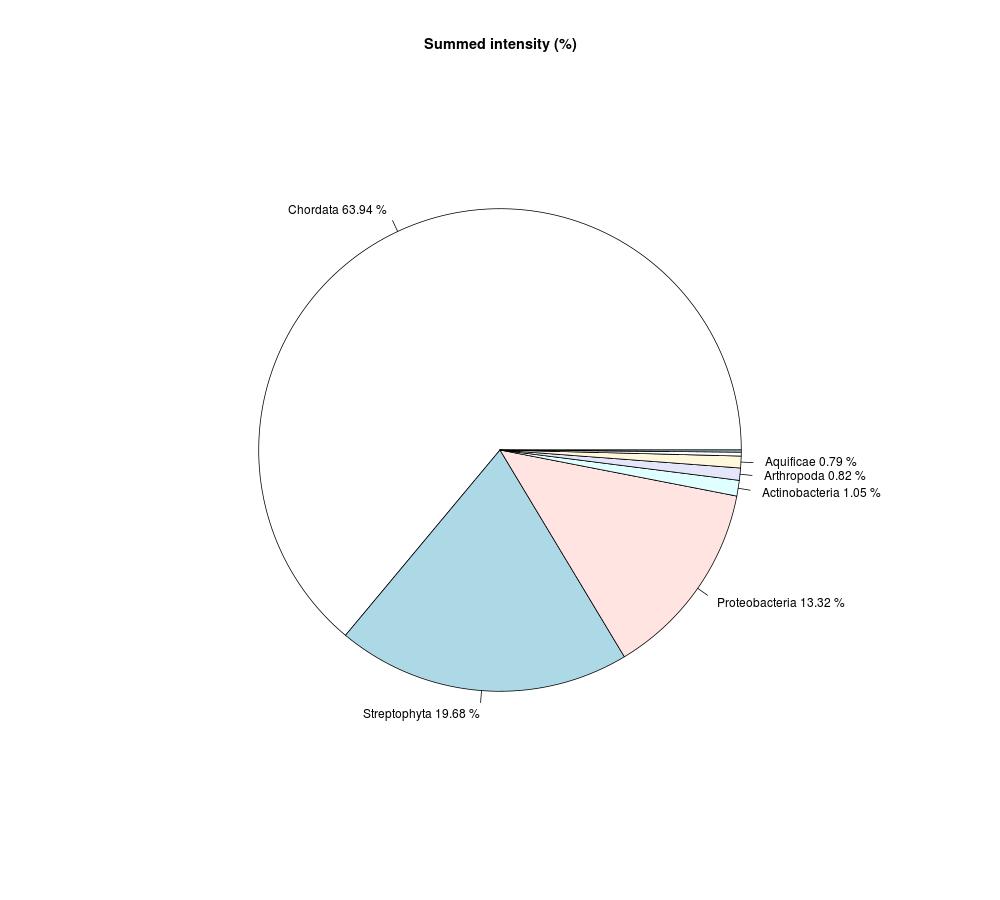 Summed intensity (%)
Chordata 63.94 %
Aquificae 0.79 %
Arthropoda 0.82 %
Actinobacteria 1.05 %
Proteobacteria 13.32 %
Streptophyta 19.68 %